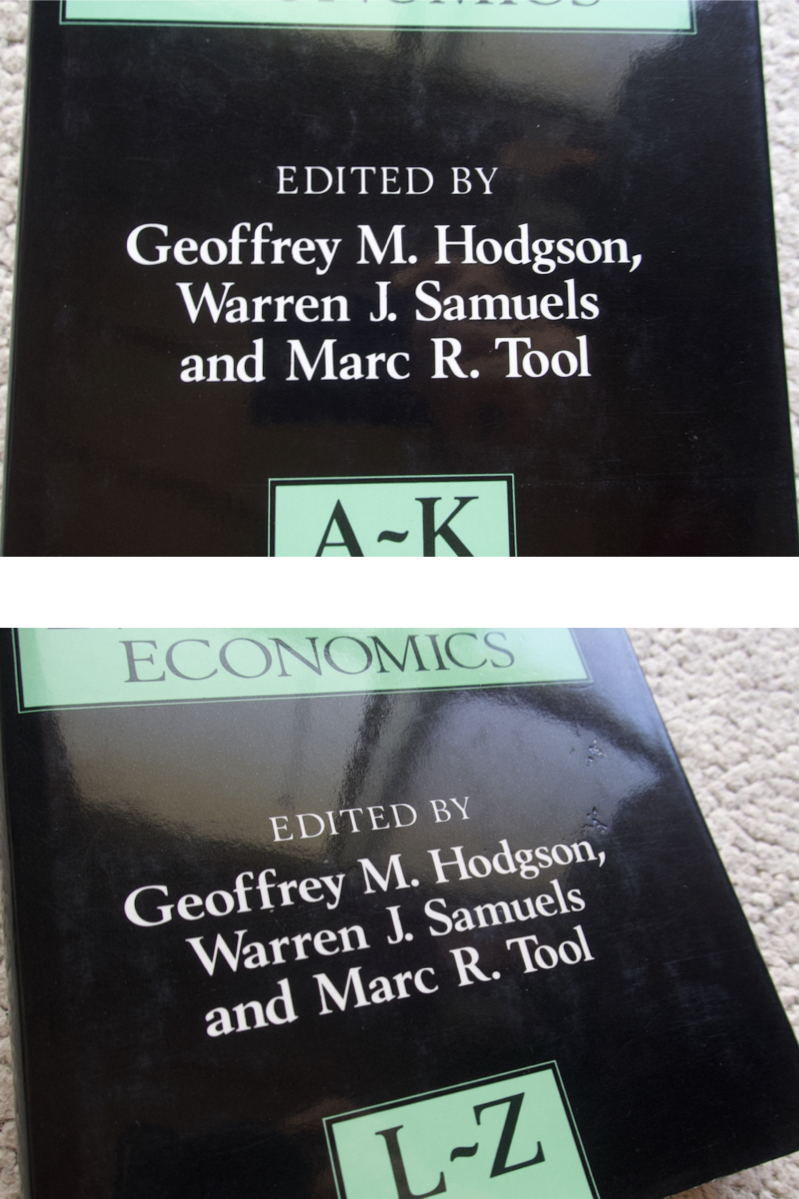 ECONOMICS
EDITED BY
Geoffrey M. Hodgson,
Warren J. Samuels
and Marc R. Tool
A~K
ECONOMICS
EDITED BY
Geoffrey M. Hodgson,
Warren J. Samuels
and Marc R. Tool
L~Z